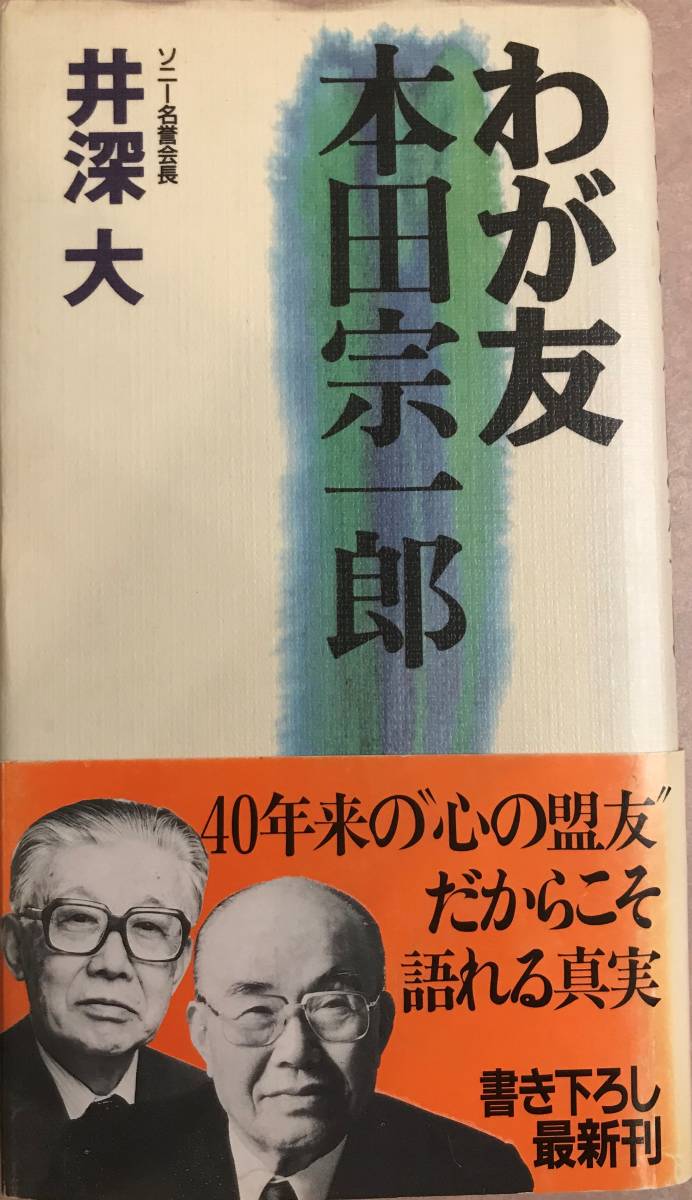 わが友
本田宗一郎
ソニー名誉会長
井深 大
40年来の〝心の盟友〟
だからこそ
語れる真実
書き下ろし
最新刊